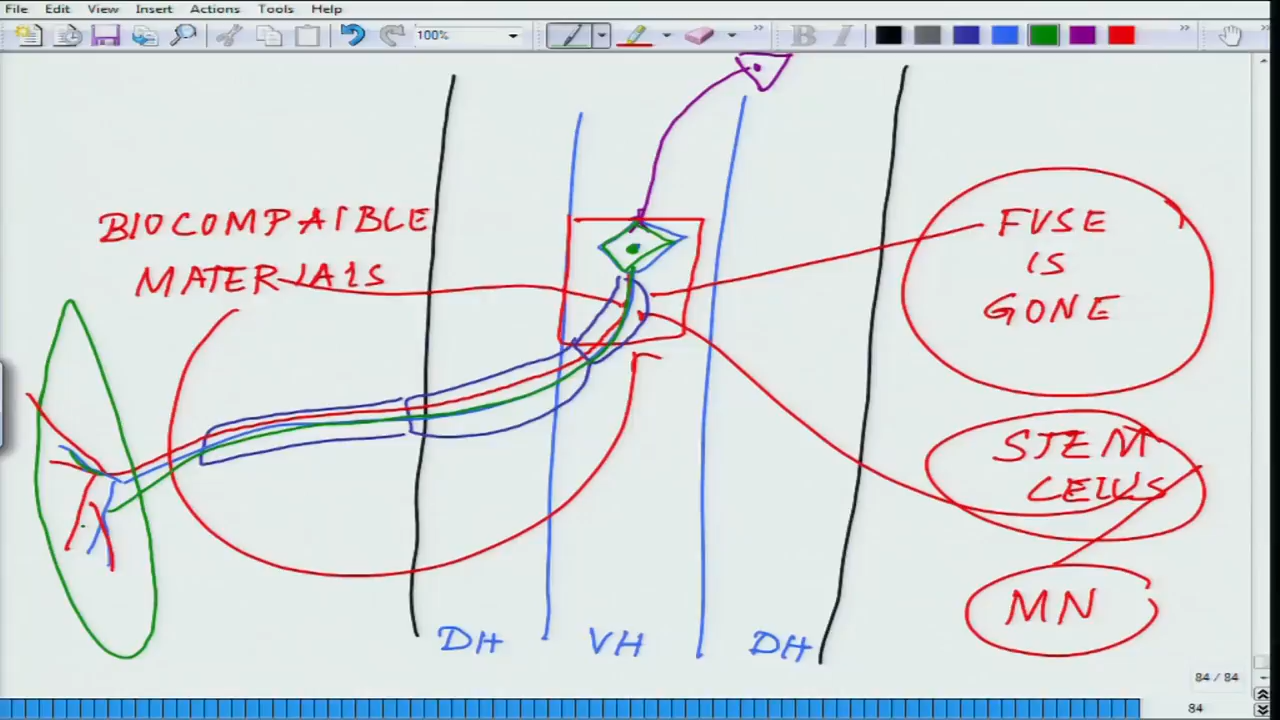 File Edit View Insert Actions Tools Help
100%
B I
BIOCOMPAIBLE
MATERIALS
FUSE
IS
GONE
STEM
CELLS
MN
DH VH DH
84 / 84
84